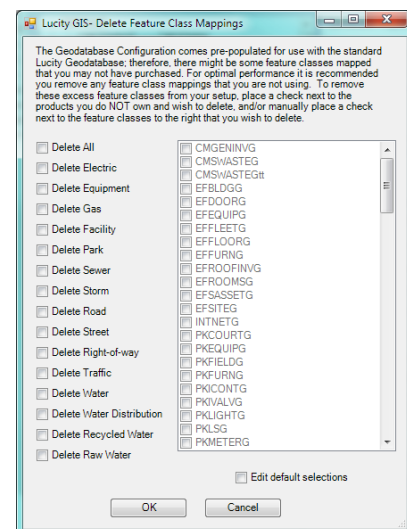 Lucity GIS- Delete Feature Class Mappings
The Geodatabase Configuration comes pre-populated for use with the standard
Lucity Geodatabase; therefore, there might be some feature classes mapped
that you may not have purchased. For optimal performance it is recommended
you remove any feature class mappings that you are not using. To remove
these excess feature classes from your setup, place a check next to the
products you do NOT own and wish to delete, and/or manually place a check
next to the feature classes to the right that you wish to delete.
Delete All
Delete Electric
Delete Equipment
Delete Gas
Delete Facility
Delete Park
Delete Sewer
Delete Storm
Delete Road
Delete Street
Delete Right-of-way
Delete Traffic
Delete Water
Delete Water Distribution
Delete Recycled Water
Delete Raw Water
CMGENINVG
CMSWASTEG
CMSWASTEGtt
EFBLDGG
EFDOORG
EFEQUIPG
EFFLEETG
EFFLOORG
EFFURNG
EFROOFINVG
EFROOMSG
EFSASSETG
EFSITEG
INTNETG
PKCOURTG
PKEQUIPG
PKFIELDG
PKFURNG
PKICONTG
PKIVALVG
PKLIGHTG
PKLSG
PKMETERG
Edit default selections
OK
Cancel